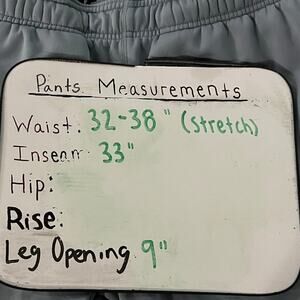 Pants Measurements
Waist: 32-38" (Stretch)
Inseam: 33"
Hip:
Rise:
Leg Opening 9"